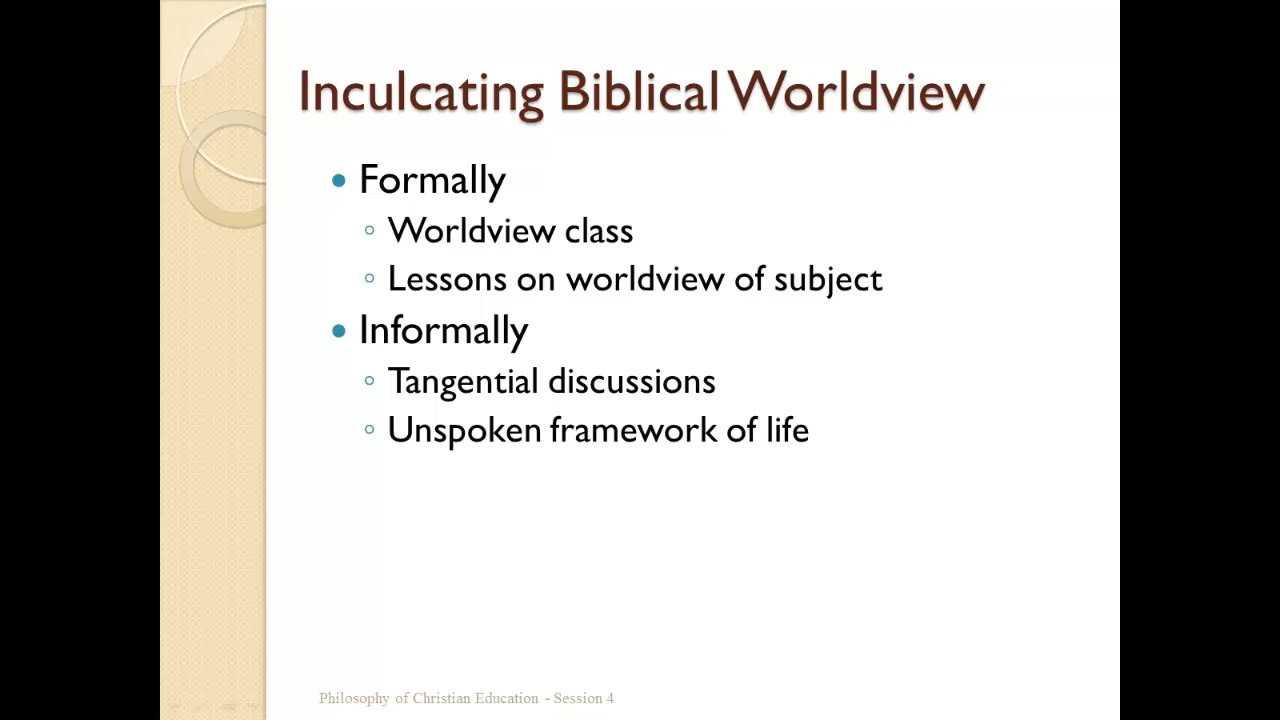 Inculcating Biblical Worldview
• Formally
◦ Worldview class
◦ Lessons on worldview of subject
• Informally
◦ Tangential discussions
◦ Unspoken framework of life
Philosophy of Christian Education - Session 4